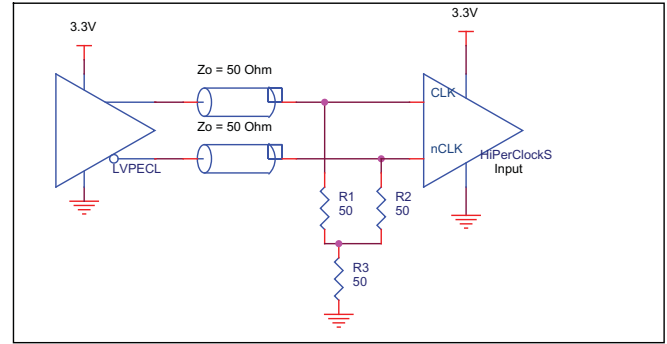 3.3V
3.3V
Zo = 50 Ohm
CLK
Zo = 50 Ohm
nCLK
HiPerClockS
Input
LVPECL
R1
50
R2
50
R3
50